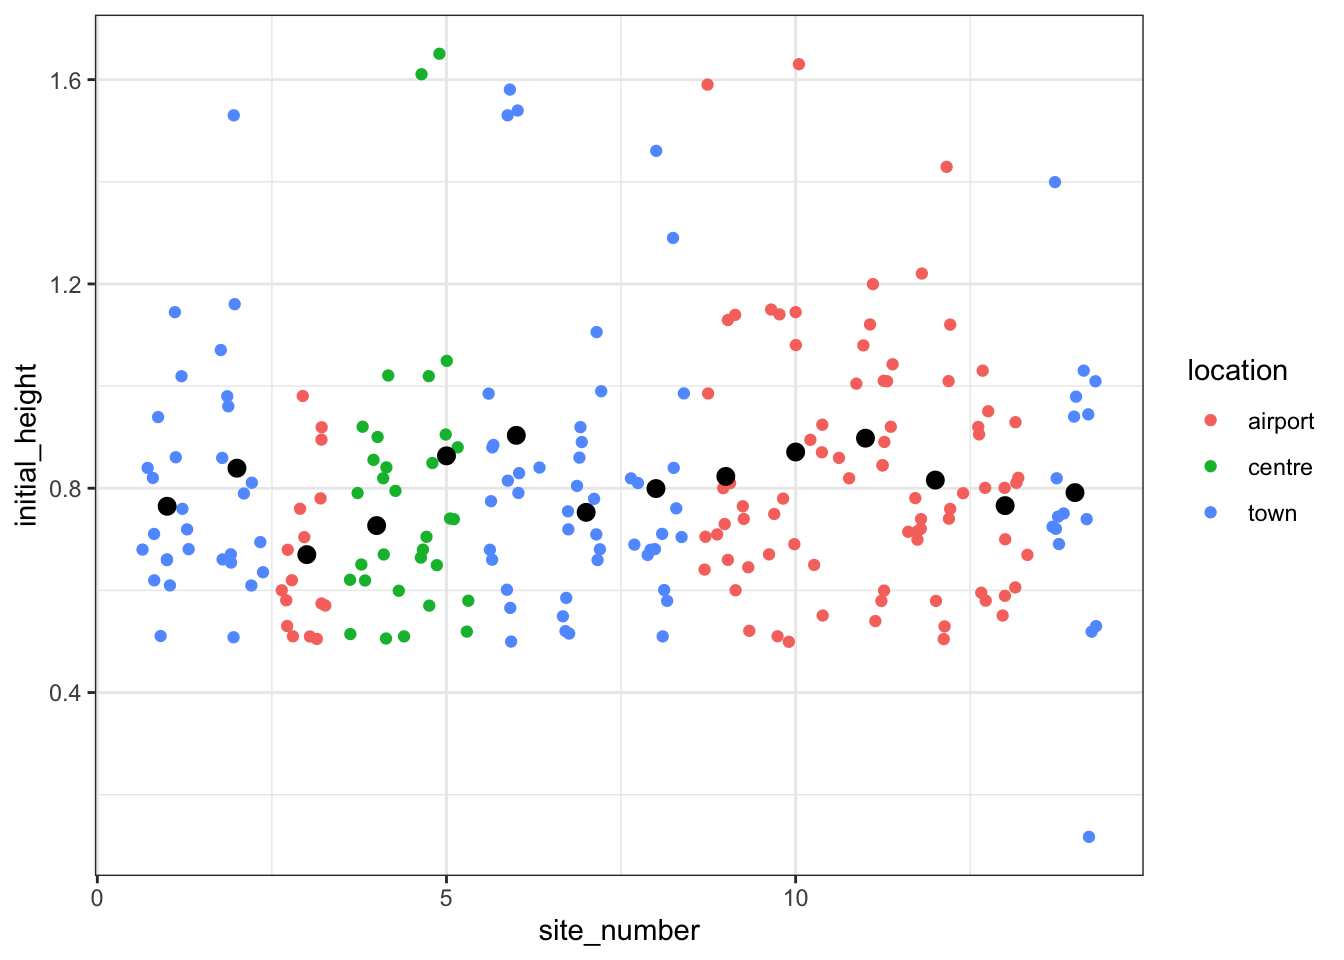 1.6
1.2
0.8
0.4
initial_height
0
5
10
site_number
location
airport
centre
town